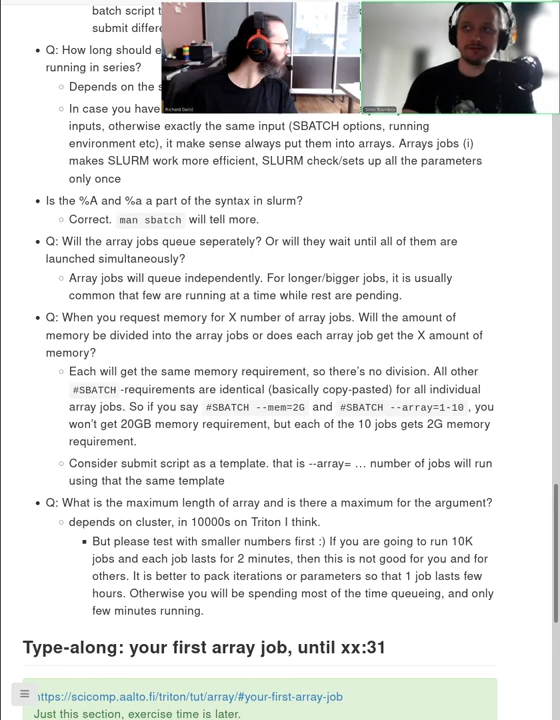 batch script t
submit differe
Q: How long should e
running in series?
Depends on the s
In case you have
inputs, otherwise exactly the same input (SBATCH options, running
environment etc), it make sense always put them into arrays. Arrays jobs (i)
makes SLURM work more efficient, SLURM check/sets up all the parameters
only once
Is the %A and %a a part of the syntax in slurm?
Correct. man sbatch will tell more.
Q: Will the array jobs queue seperately? Or will they wait until all of them are
launched simultaneously?
Array jobs will queue independently. For longer/bigger jobs, it is usually
common that few are running at a time while rest are pending.
Q: When you request memory for X number of array jobs. Will the amount of
memory be divided into the array jobs or does each array job get the X amount of
memory?
Each will get the same memory requirement, so there's no division. All other
#SBATCH -requirements are identical (basically copy-pasted) for all individual
array jobs. So if you say #SBATCH --mem=2G and #SBATCH --array=1-10 , you
won't get 20GB memory requirement, but each of the 10 jobs gets 2G memory
requirement.
Consider submit script as a template. that is --array= … number of jobs will run
using that the same template
Q: What is the maximum length of array and is there a maximum for the argument?
depends on cluster, in 10000s on Triton I think.
But please test with smaller numbers first :) If you are going to run 10K
jobs and each job lasts for 2 minutes, then this is not good for you and for
others. It is better to pack iterations or parameters so that 1 job lasts few
hours. Otherwise you will be spending most of the time queueing, and only
few minutes running.
Type-along: your first array job, until xx:31
https://scicomp.aalto.fi/triton/tut/array/#your-first-array-job
Just this section, exercise time is later.